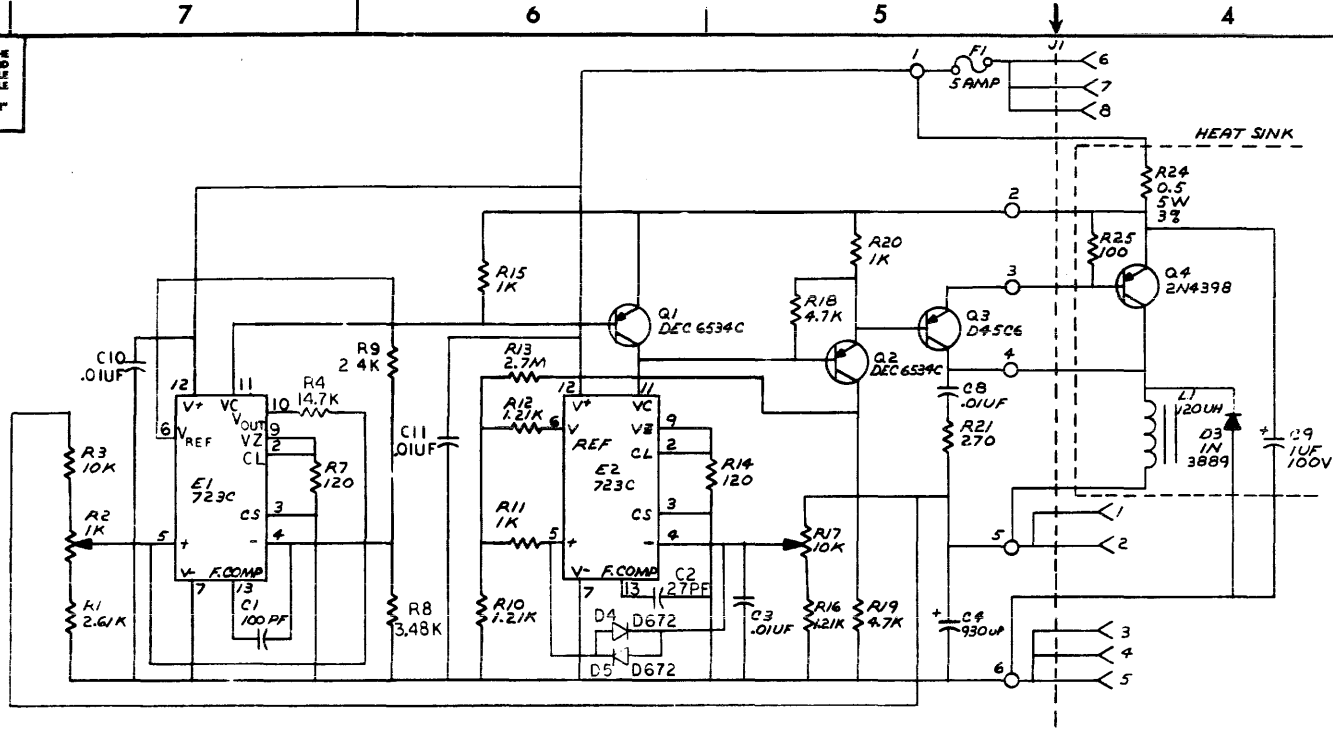 7 6 5 4
J1
1 F1 6
5 AMP 7
8
HEAT SINK
R24
0.5
5W
3%
2
R25
100
R20
1K
R15
1K
3
Q4
2N4398
R18
4.7K
Q1
DEC 6534C
Q3
D45C6
Q2
DEC 6534C
4
C10
.01UF
R9
2 4K
R13
2.7M
R4
14.7K
R12
1.21K
C11
.01UF
C8
.01UF
R21
270
L1
120UH
D3
1N
3889
+ C9
1UF
100V
12 11 10
V+ VC
VOUT
6 VREF
VZ 9
CL 2
E1
723C
R7
120
CS 3
5 + - 4
V- F.COMP
7 13
C1
100 PF
R3
10K
R2
1K
R1
2.61K
R8
3.48K
12 11
V+ VC
6 V
REF
VZ 9
CL 2
E2
723C
R14
120
CS 3
R11
1K
5 + - 4
V- F.COMP
7 13
C2
27PF
R10
1.21K
D4 D672
D5 D672
C3
.01UF
R17
10K
R16
1.21K
R19
4.7K
+ C4
930UF
5 1
2
6 3
4
5